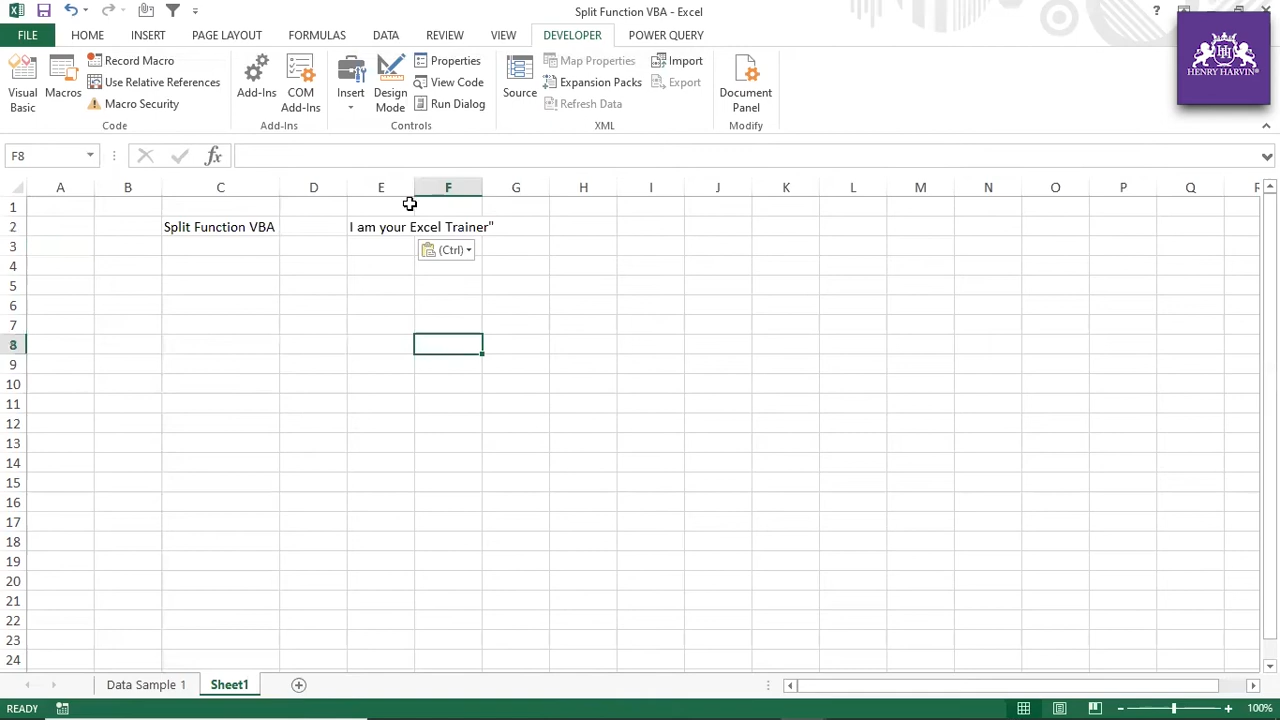 Split Function VBA - Excel
?
FILE HOME INSERT PAGE LAYOUT FORMULAS DATA REVIEW VIEW DEVELOPER POWER QUERY
HENRY HARVIN®
Visual Basic
Macros
Record Macro
Use Relative References
Macro Security
Code
Add-Ins
COM Add-Ins
Add-Ins
Insert
Design Mode
Properties
View Code
Run Dialog
Controls
Source
Map Properties
Expansion Packs
Refresh Data
Import
Export
XML
Document Panel
Modify
F8
fx
A B C D E F G H I J K L M N O P Q
1
2 Split Function VBA I am your Excel Trainer"
3 (Ctrl)
4
5
6
7
8
9
10
11
12
13
14
15
16
17
18
19
20
21
22
23
24
Data Sample 1 Sheet1
READY 100%